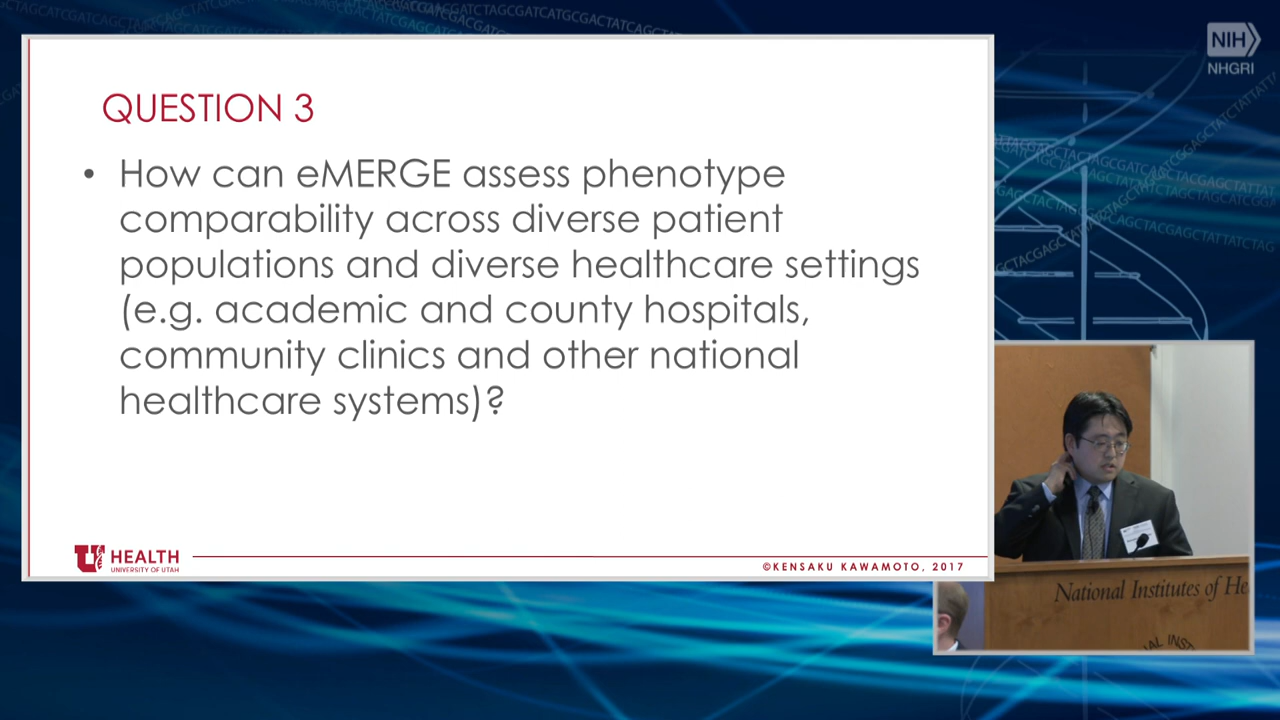 NIH
NHGRI
QUESTION 3
• How can eMERGE assess phenotype
comparability across diverse patient
populations and diverse healthcare settings
(e.g. academic and county hospitals,
community clinics and other national
healthcare systems)?
U HEALTH
UNIVERSITY OF UTAH
©KENSAKU KAWAMOTO, 2017
National Institutes of He